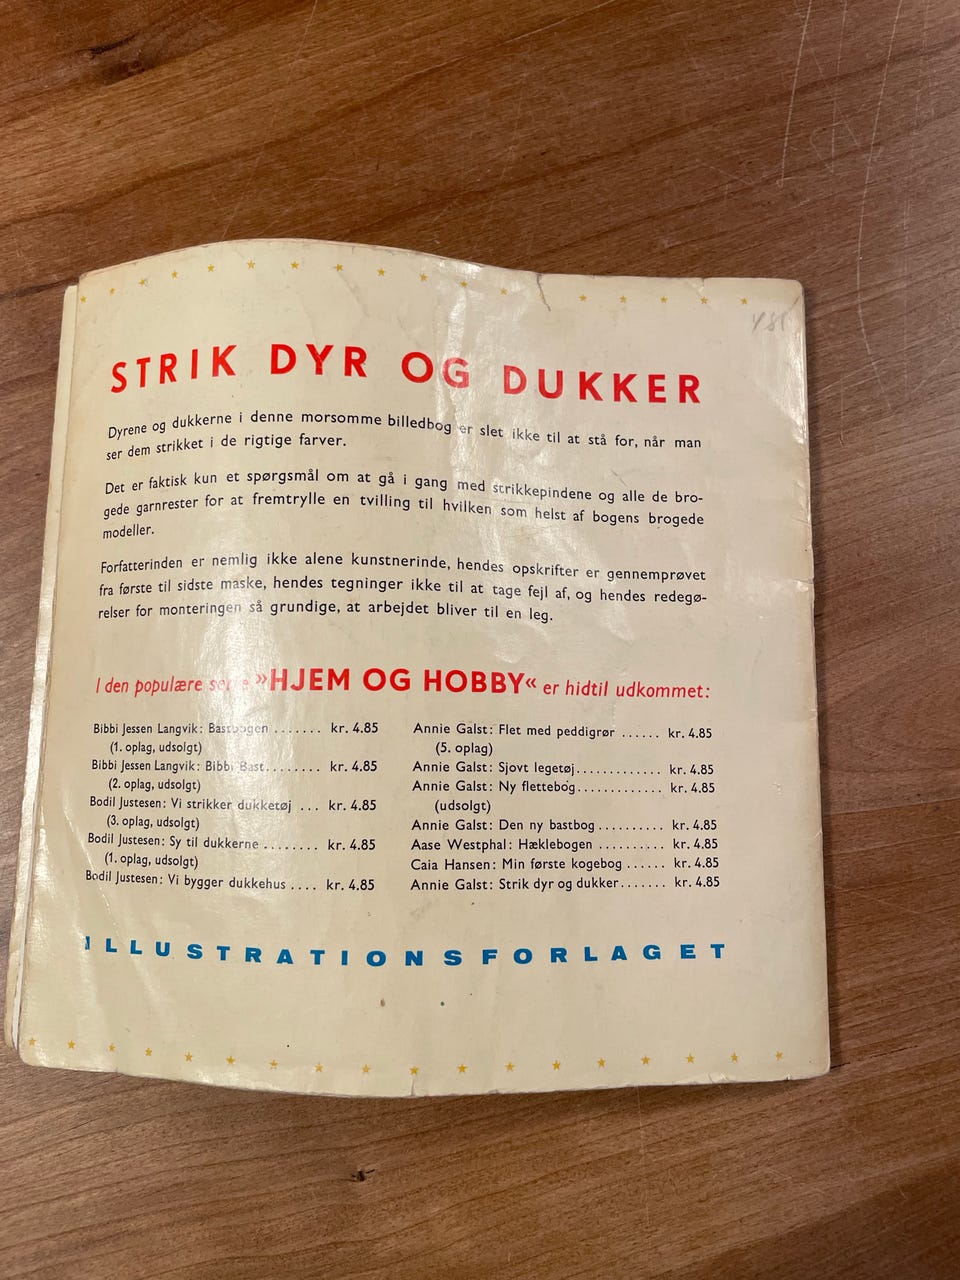 STRIK DYR OG DUKKER
Dyrene og dukkerne i denne morsomme billedbog er slet ikke til at stå for, når man
ser dem strikket i de rigtige farver.
Det er faktisk kun et spørgsmål om at gå i gang med strikkepindene og alle de bro-
gede garnrester for at fremtrylle en tvilling til hvilken som helst af bogens brogede
modeller.
Forfatterinden er nemlig ikke alene kunstnerinde, hendes opskrifter er gennemprøvet
fra første til sidste maske, hendes tegninger ikke til at tage fejl af, og hendes redegø-
relser for monteringen så grundige, at arbejdet bliver til en leg.
I den populære serie »HJEM OG HOBBY« er hidtil udkommet:
Bibbi Jessen Langvik: Bastbogen ....... kr. 4.85
(1. oplag, udsolgt)
Bibbi Jessen Langvik: Bibbi Bast........ kr. 4.85
(2. oplag, udsolgt)
Bodil Justesen: Vi strikker dukketøj ... kr. 4.85
(3. oplag, udsolgt)
Bodil Justesen: Sy til dukkerne ........ kr. 4.85
(1. oplag, udsolgt)
Bodil Justesen: Vi bygger dukkehus .... kr. 4.85
Annie Galst: Flet med peddigrør ...... kr. 4.85
(5. oplag)
Annie Galst: Sjovt legetøj............. kr. 4.85
Annie Galst: Ny flettebog............. kr. 4.85
(udsolgt)
Annie Galst: Den ny bastbog .......... kr. 4.85
Aase Westphal: Hæklebogen .......... kr. 4.85
Caia Hansen: Min første kogebog ...... kr. 4.85
Annie Galst: Strik dyr og dukker....... kr. 4.85
ILLUSTRATIONSFORLAGET